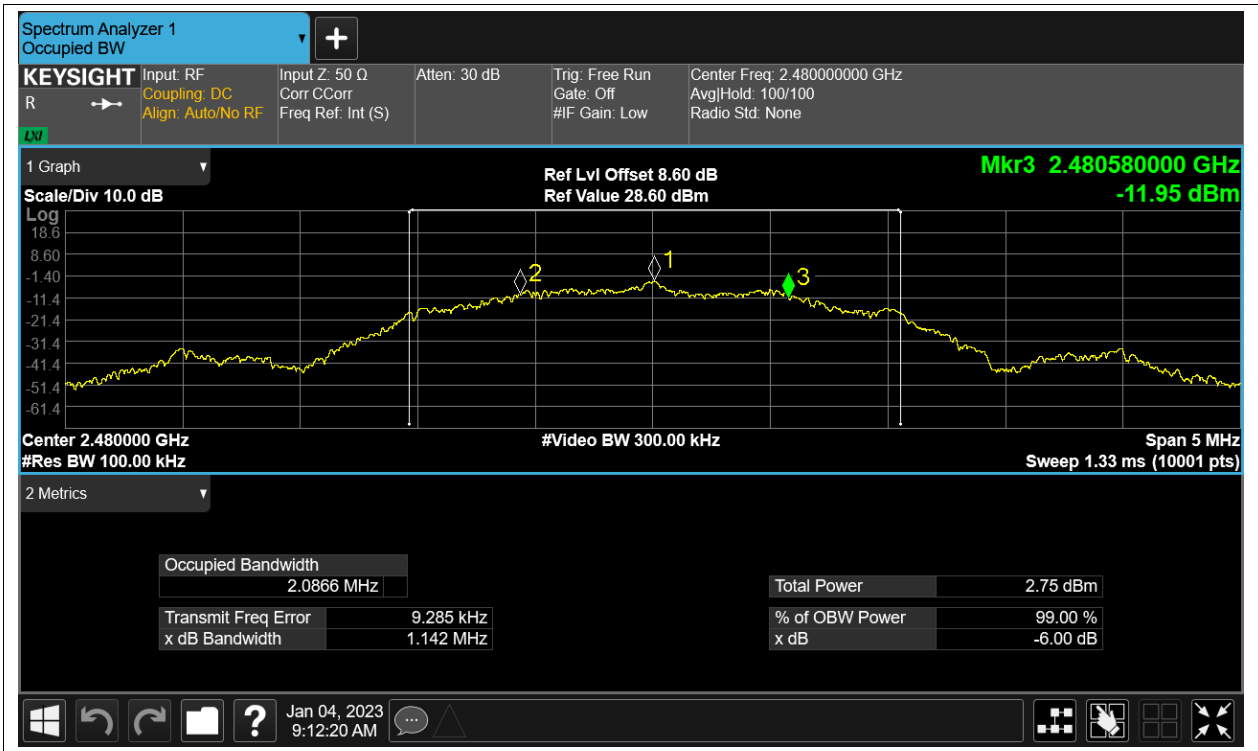 Spectrum Analyzer 1
Occupied BW
KEYSIGHT
R
LXI
Input: RF
Coupling: DC
Align: Auto/No RF
Input Z: 50 Ω
Corr CCorr
Freq Ref: Int (S)
Atten: 30 dB
Trig: Free Run
Gate: Off
#IF Gain: Low
Center Freq: 2.480000000 GHz
Avg|Hold: 100/100
Radio Std: None
1 Graph
Scale/Div 10.0 dB
Ref Lvl Offset 8.60 dB
Ref Value 28.60 dBm
Mkr3 2.480580000 GHz
-11.95 dBm
Log
18.6
8.60
-1.40
-11.4
-21.4
-31.4
-41.4
-51.4
-61.4
2
1
3
Center 2.480000 GHz
#Res BW 100.00 kHz
#Video BW 300.00 kHz
Span 5 MHz
Sweep 1.33 ms (10001 pts)
2 Metrics
Occupied Bandwidth
2.0866 MHz
Transmit Freq Error 9.285 kHz
x dB Bandwidth 1.142 MHz
Total Power 2.75 dBm
% of OBW Power 99.00 %
x dB -6.00 dB
?
Jan 04, 2023
9:12:20 AM